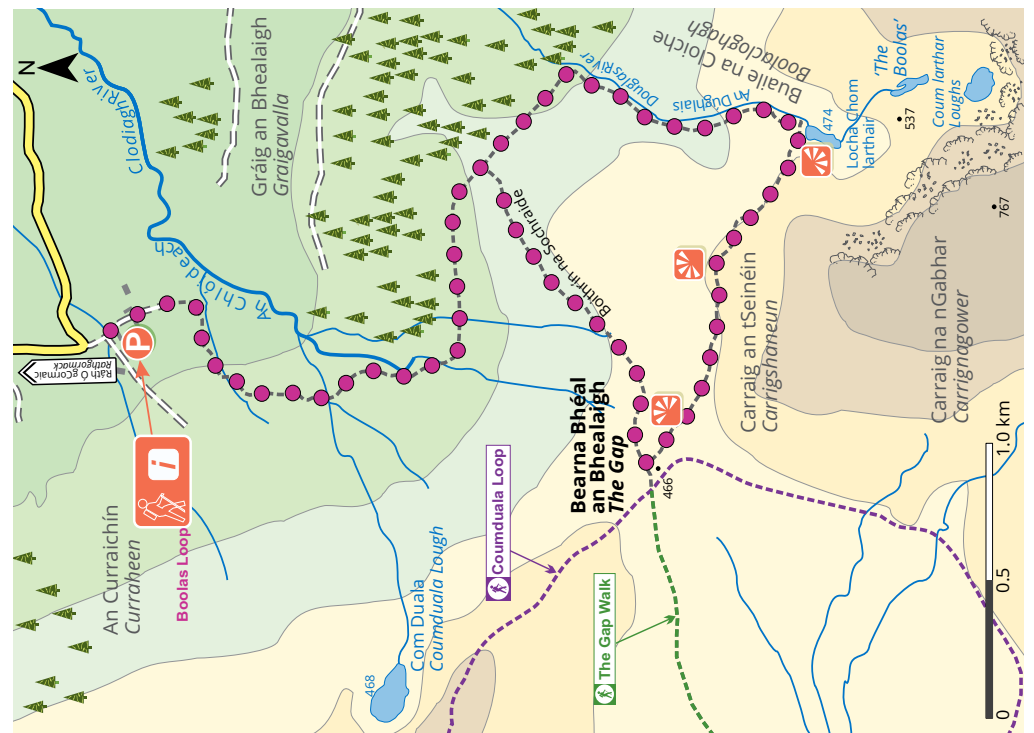 N
P
i
Ráth Ó gCormaic
Rathgormack
An Curraichín
Curraheen
Boolas Loop
Clodiagh River
An Chlóideach
Gráig an Bhealaigh
Graigavalla
468
Com Duala
Coumduala Lough
Coumduala Loop
The Gap Walk
Bóithrín na Sochraide
Bearna Bhéal
an Bhealaigh
The Gap
466
Douglas River
An Dúghlais
Buaile na Cloiche
Boolacloghagh
474
Locha Chom
Iarthair
'The
Boolas'
Coum Iarthar
Loughs
537
767
Carraig an tSeinéin
Carrigshaneun
Carraig na nGabhar
Carrignagower
0
0.5
1.0 km